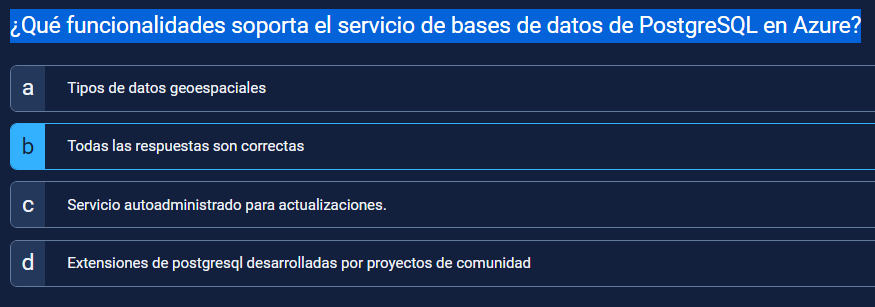 ¿Qué funcionalidades soporta el servicio de bases de datos de PostgreSQL en Azure?
a Tipos de datos geoespaciales
b Todas las respuestas son correctas
c Servicio autoadministrado para actualizaciones.
d Extensiones de postgresql desarrolladas por proyectos de comunidad